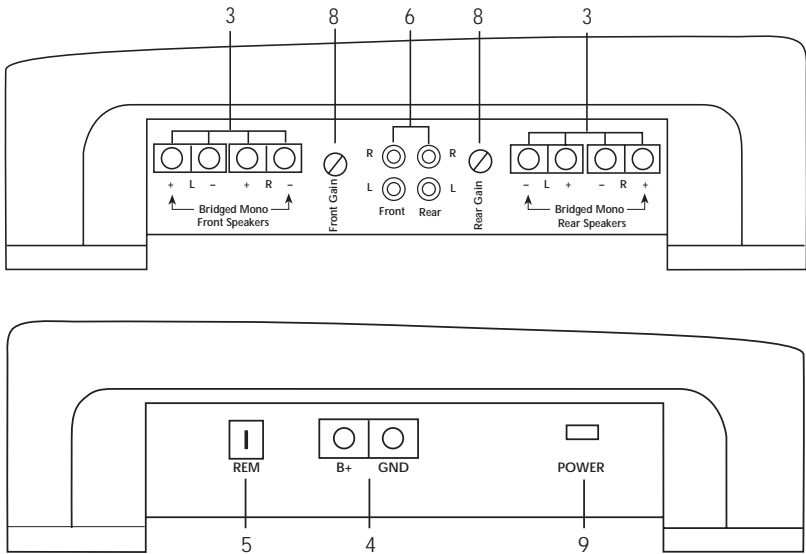 3 8 6 8 3
R R
+ L – + R – L L – L + – R +
Bridged Mono
Front Speakers
Front Gain
Front Rear
Rear Gain
Bridged Mono
Rear Speakers
REM B+ GND POWER
5 4 9